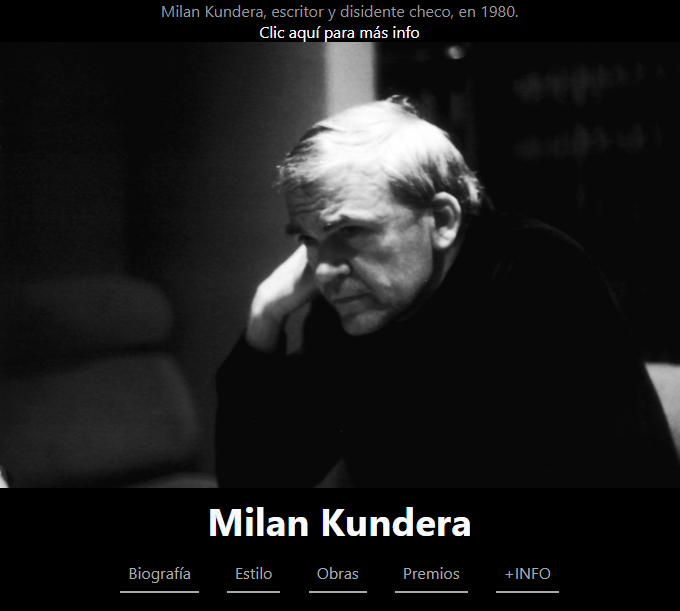 Milan Kundera, escritor y disidente checo, en 1980.
Clic aquí para más info
Milan Kundera
Biografía Estilo Obras Premios +INFO